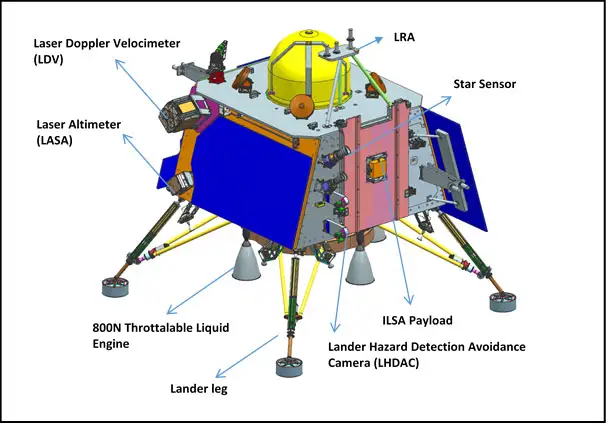 Laser Doppler Velocimeter
(LDV)
LRA
Star Sensor
Laser Altimeter
(LASA)
800N Throttalable Liquid
Engine
ILSA Payload
Lander Hazard Detection Avoidance
Camera (LHDAC)
Lander leg